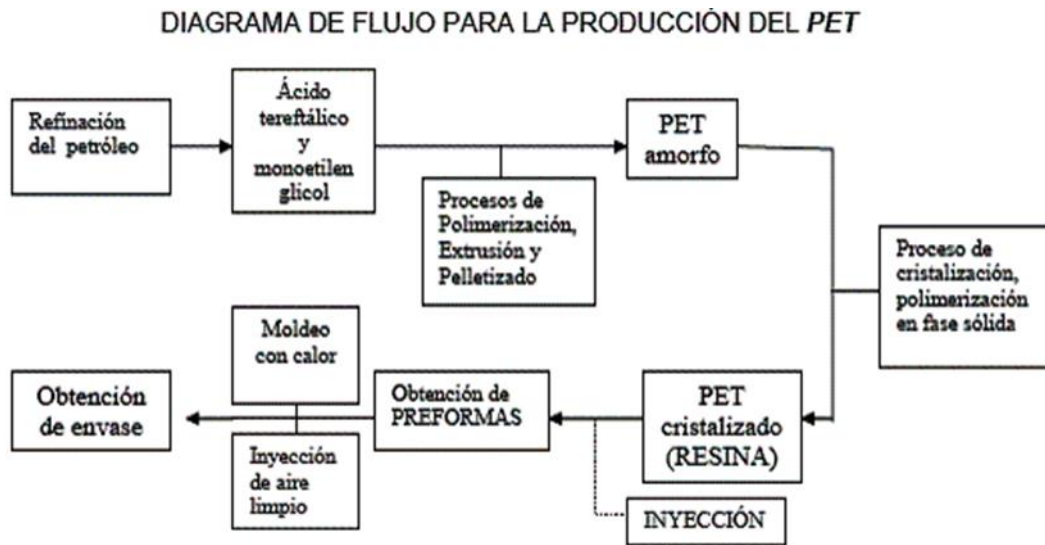 DIAGRAMA DE FLUJO PARA LA PRODUCCIÓN DEL PET
Refinación
del petróleo
Ácido
tereftálico
y
monoetilen
glicol
PET
amorfo
Procesos de
Polimerización,
Extrusión y
Pelletizado
Proceso de
cristalización,
polimerización
en fase sólida
Moldeo
con calor
Obtención
de envase
Obtención de
PREFORMAS
PET
cristalizado
(RESINA)
Inyección
de aire
limpio
INYECCIÓN